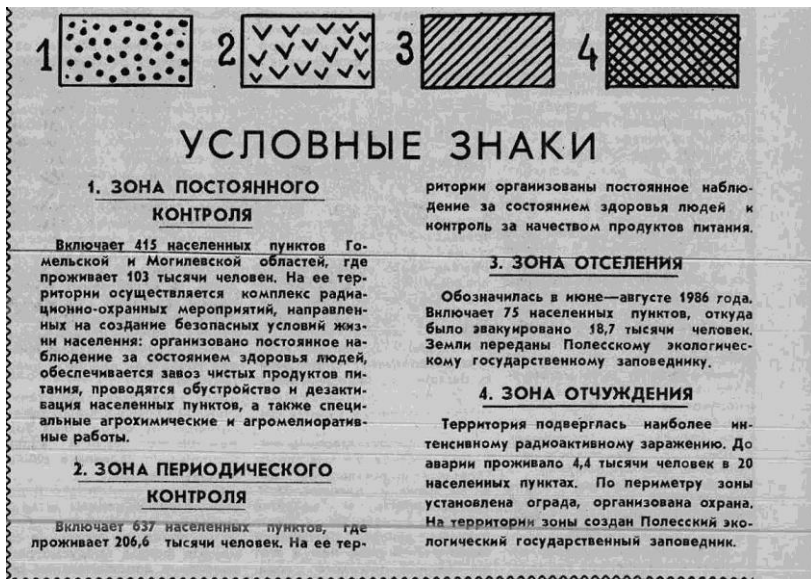 1 2 3 4
УСЛОВНЫЕ ЗНАКИ
1. ЗОНА ПОСТОЯННОГО
КОНТРОЛЯ
Включает 415 населенных пунктов Го-
мельской и Могилевской областей, где
проживает 103 тысячи человек. На ее тер-
ритории осуществляется комплекс радиа-
ционно-охранных мероприятий, направлен-
ных на создание безопасных условий жиз-
ни населения: организовано постоянное на-
блюдение за состоянием здоровья людей,
обеспечивается завоз чистых продуктов пи-
тания, проводятся обустройство и дезакти-
вация населенных пунктов, а также специ-
альные агрохимические и агромелиоратив-
ные работы.
2. ЗОНА ПЕРИОДИЧЕСКОГО
КОНТРОЛЯ
Включает 637 населенных пунктов, где
проживает 206,6 тысячи человек. На ее тер-
ритории организованы постоянное наблю-
дение за состоянием здоровья людей и
контроль за качеством продуктов питания.
3. ЗОНА ОТСЕЛЕНИЯ
Обозначилась в июне—августе 1986 года.
Включает 75 населенных пунктов, откуда
было эвакуировано 18,7 тысячи человек.
Земли переданы Полесскому экологичес-
кому государственному заповеднику.
4. ЗОНА ОТЧУЖДЕНИЯ
Территория подверглась наиболее ин-
тенсивному радиоактивному заражению. До
аварии проживало 4,4 тысячи человек в 20
населенных пунктах. По периметру зоны
установлена ограда, организована охрана.
На территории зоны создан Полесский эко-
логический государственный заповедник.